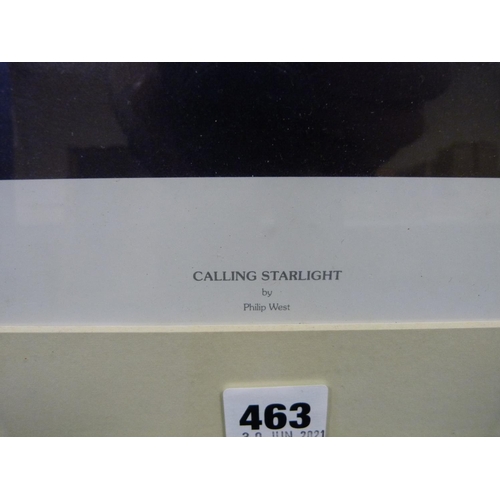 CALLING STARLIGHT
by
Philip West
463
30 JUN 2021